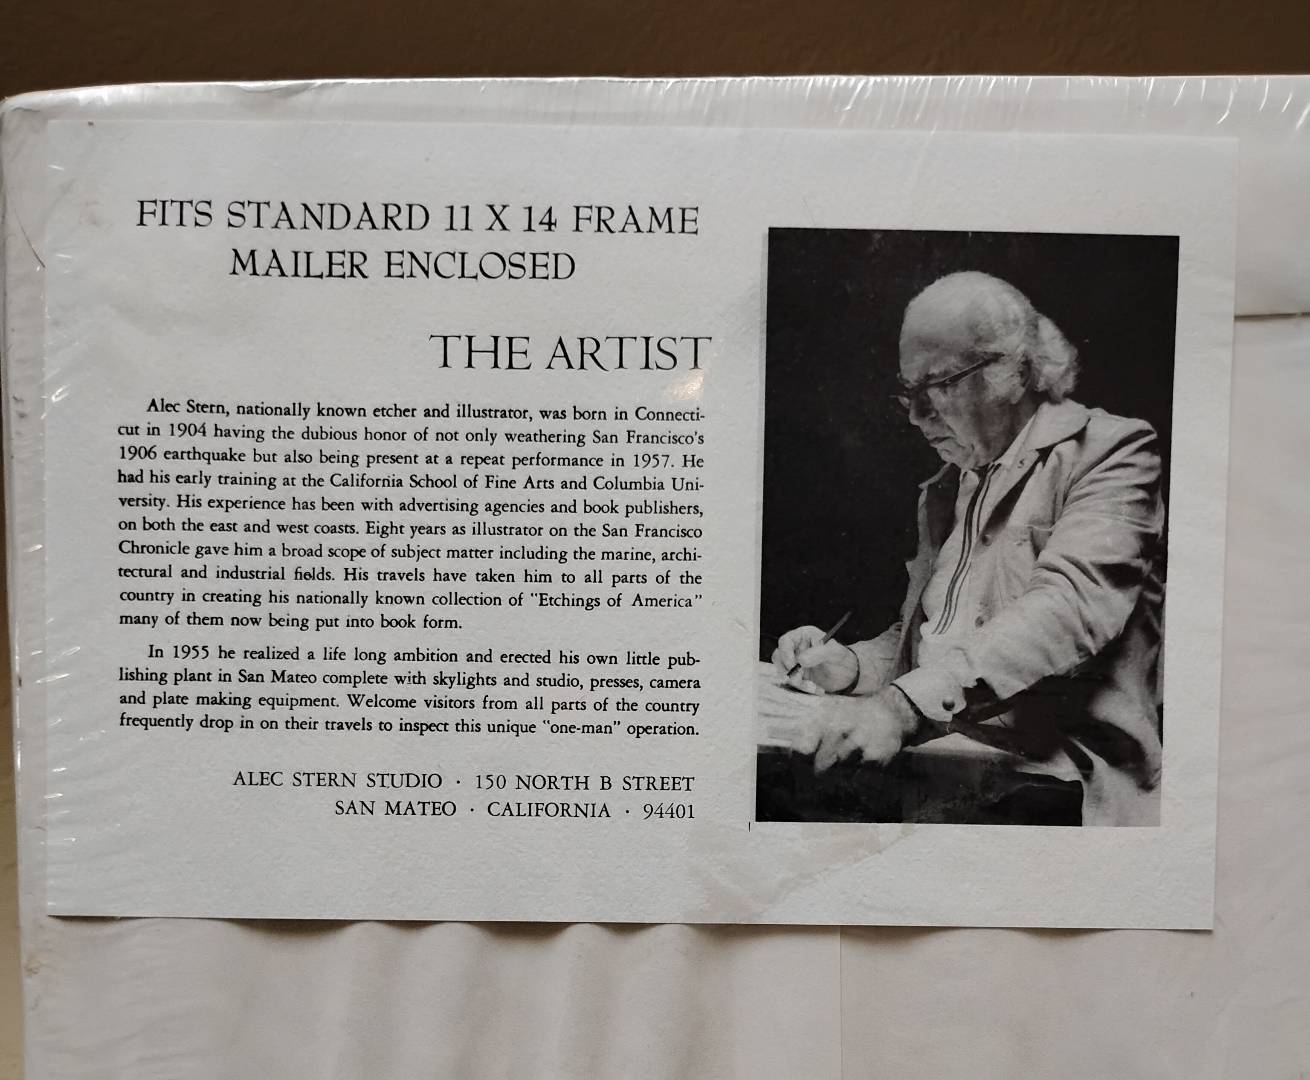 FITS STANDARD 11 X 14 FRAME
MAILER ENCLOSED
THE ARTIST
Alec Stern, nationally known etcher and illustrator, was born in Connecti-
cut in 1904 having the dubious honor of not only weathering San Francisco's
1906 earthquake but also being present at a repeat performance in 1957. He
had his early training at the California School of Fine Arts and Columbia Uni-
versity. His experience has been with advertising agencies and book publishers,
on both the east and west coasts. Eight years as illustrator on the San Francisco
Chronicle gave him a broad scope of subject matter including the marine, archi-
tectural and industrial fields. His travels have taken him to all parts of the
country in creating his nationally known collection of "Etchings of America"
many of them now being put into book form.
In 1955 he realized a life long ambition and erected his own little pub-
lishing plant in San Mateo complete with skylights and studio, presses, camera
and plate making equipment. Welcome visitors from all parts of the country
frequently drop in on their travels to inspect this unique "one-man" operation.
ALEC STERN STUDIO · 150 NORTH B STREET
SAN MATEO · CALIFORNIA · 94401